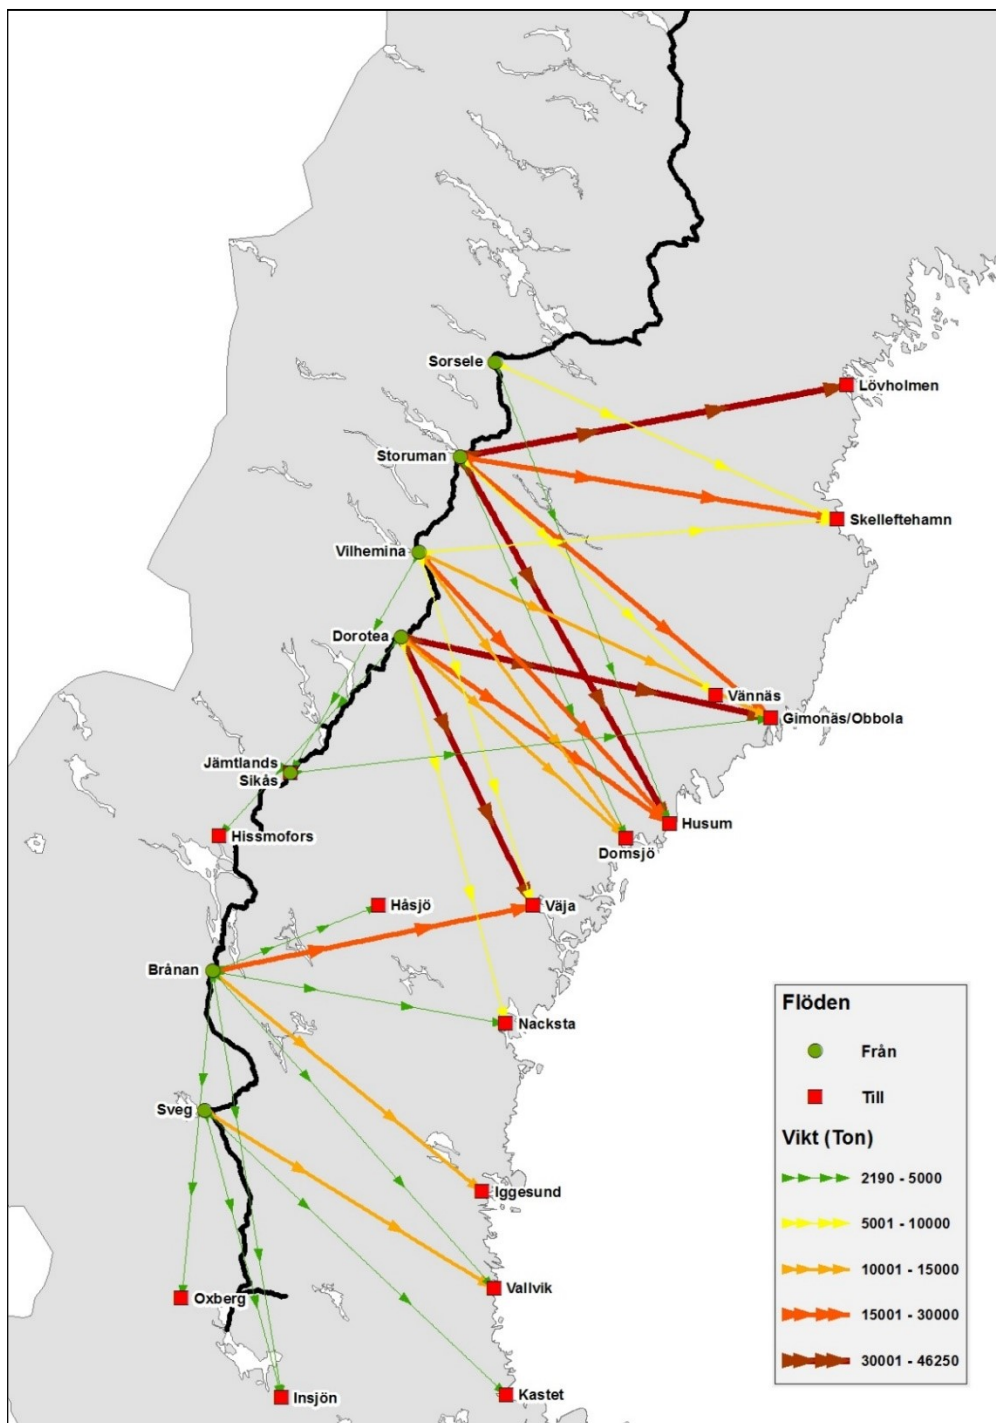 Sorsele
Lövholmen
Storuman
Skelleftehamn
Vilhemina
Dorotea
Vännäs
Gimonäs/Obbola
Jämtlands
Sikås
Husum
Hissmofors
Domsjö
Håsjö
Väja
Brånan
Nacksta
Sveg
Iggesund
Vallvik
Oxberg
Insjön
Kastet
Flöden
Från
Till
Vikt (Ton)
2190 - 5000
5001 - 10000
10001 - 15000
15001 - 30000
30001 - 46250